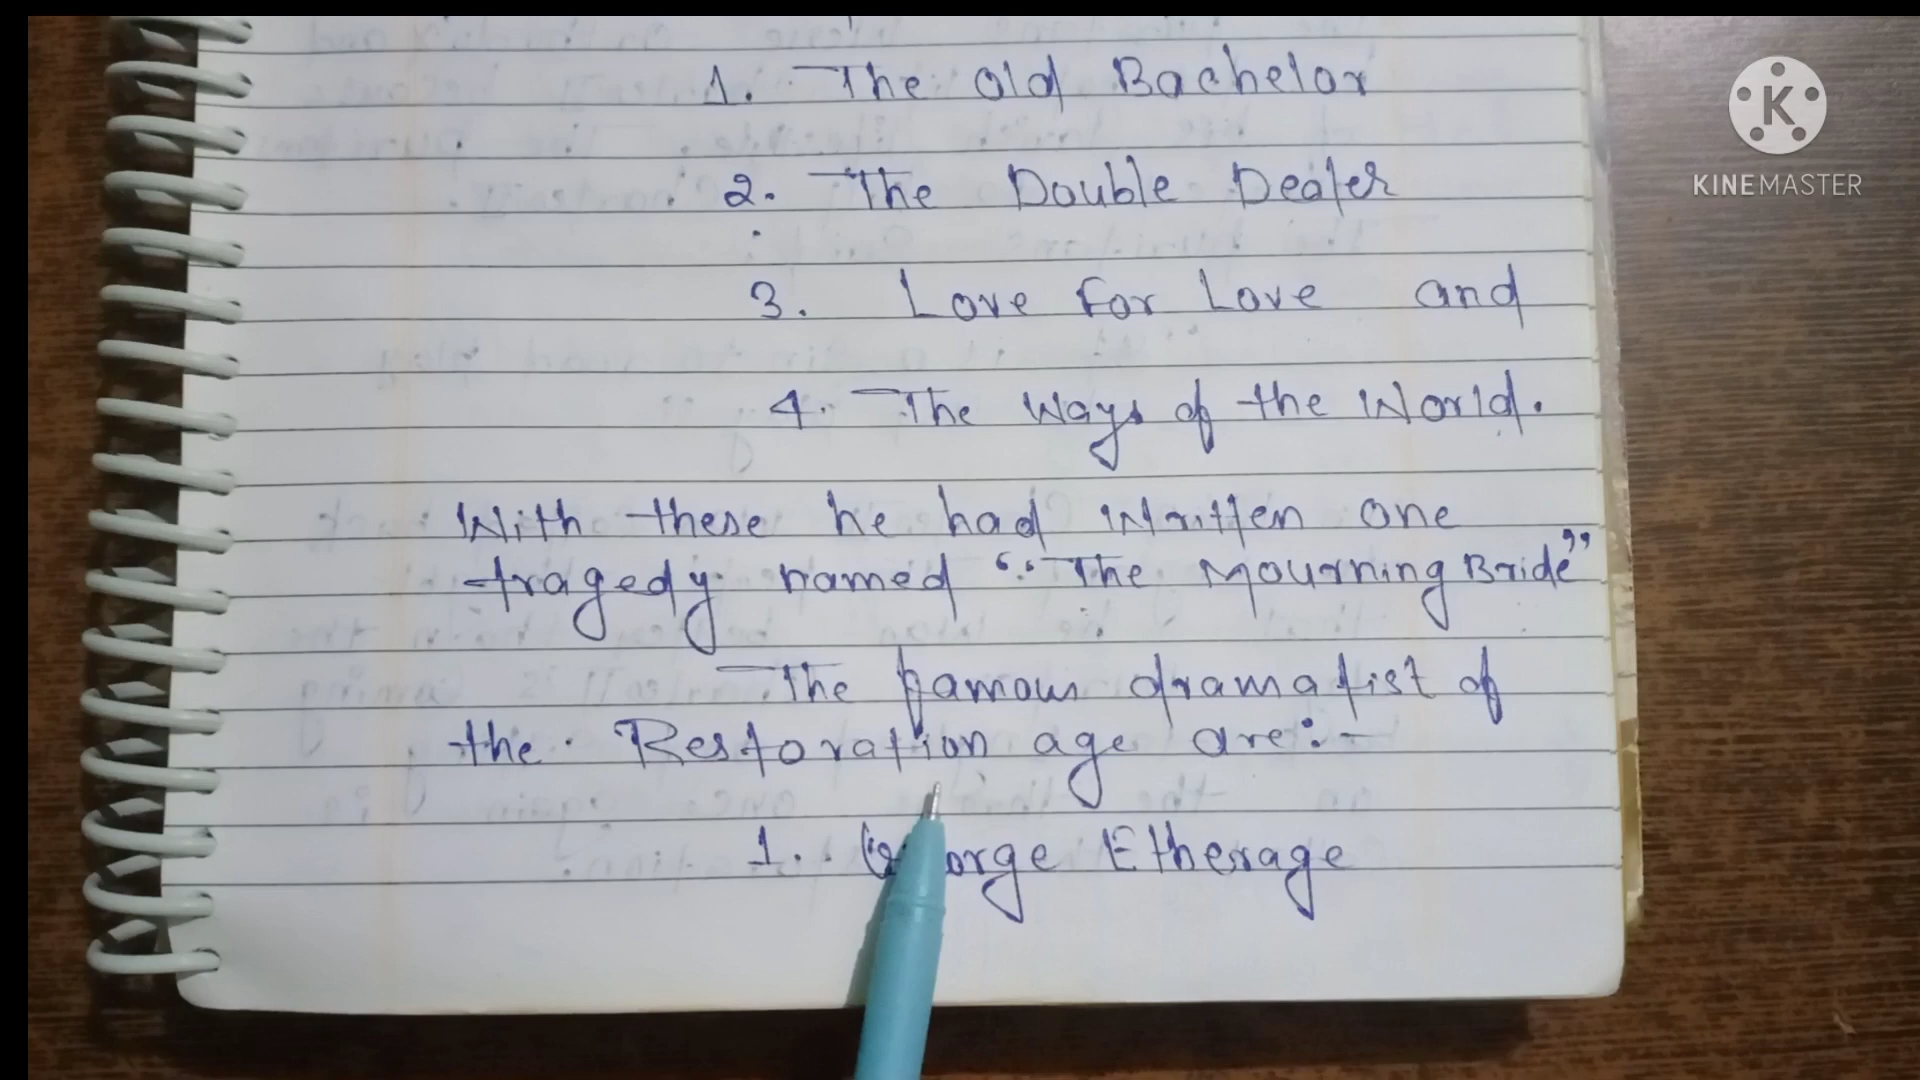 1. The Old Bachelor
2. The Double Dealer
3. Love For Love and
4. The Ways of the World.
With these he had written one
tragedy named "The Mourning Bride"
The famous dramatist of
the Restoration age are:-
1. George Etherage
K
KINEMASTER